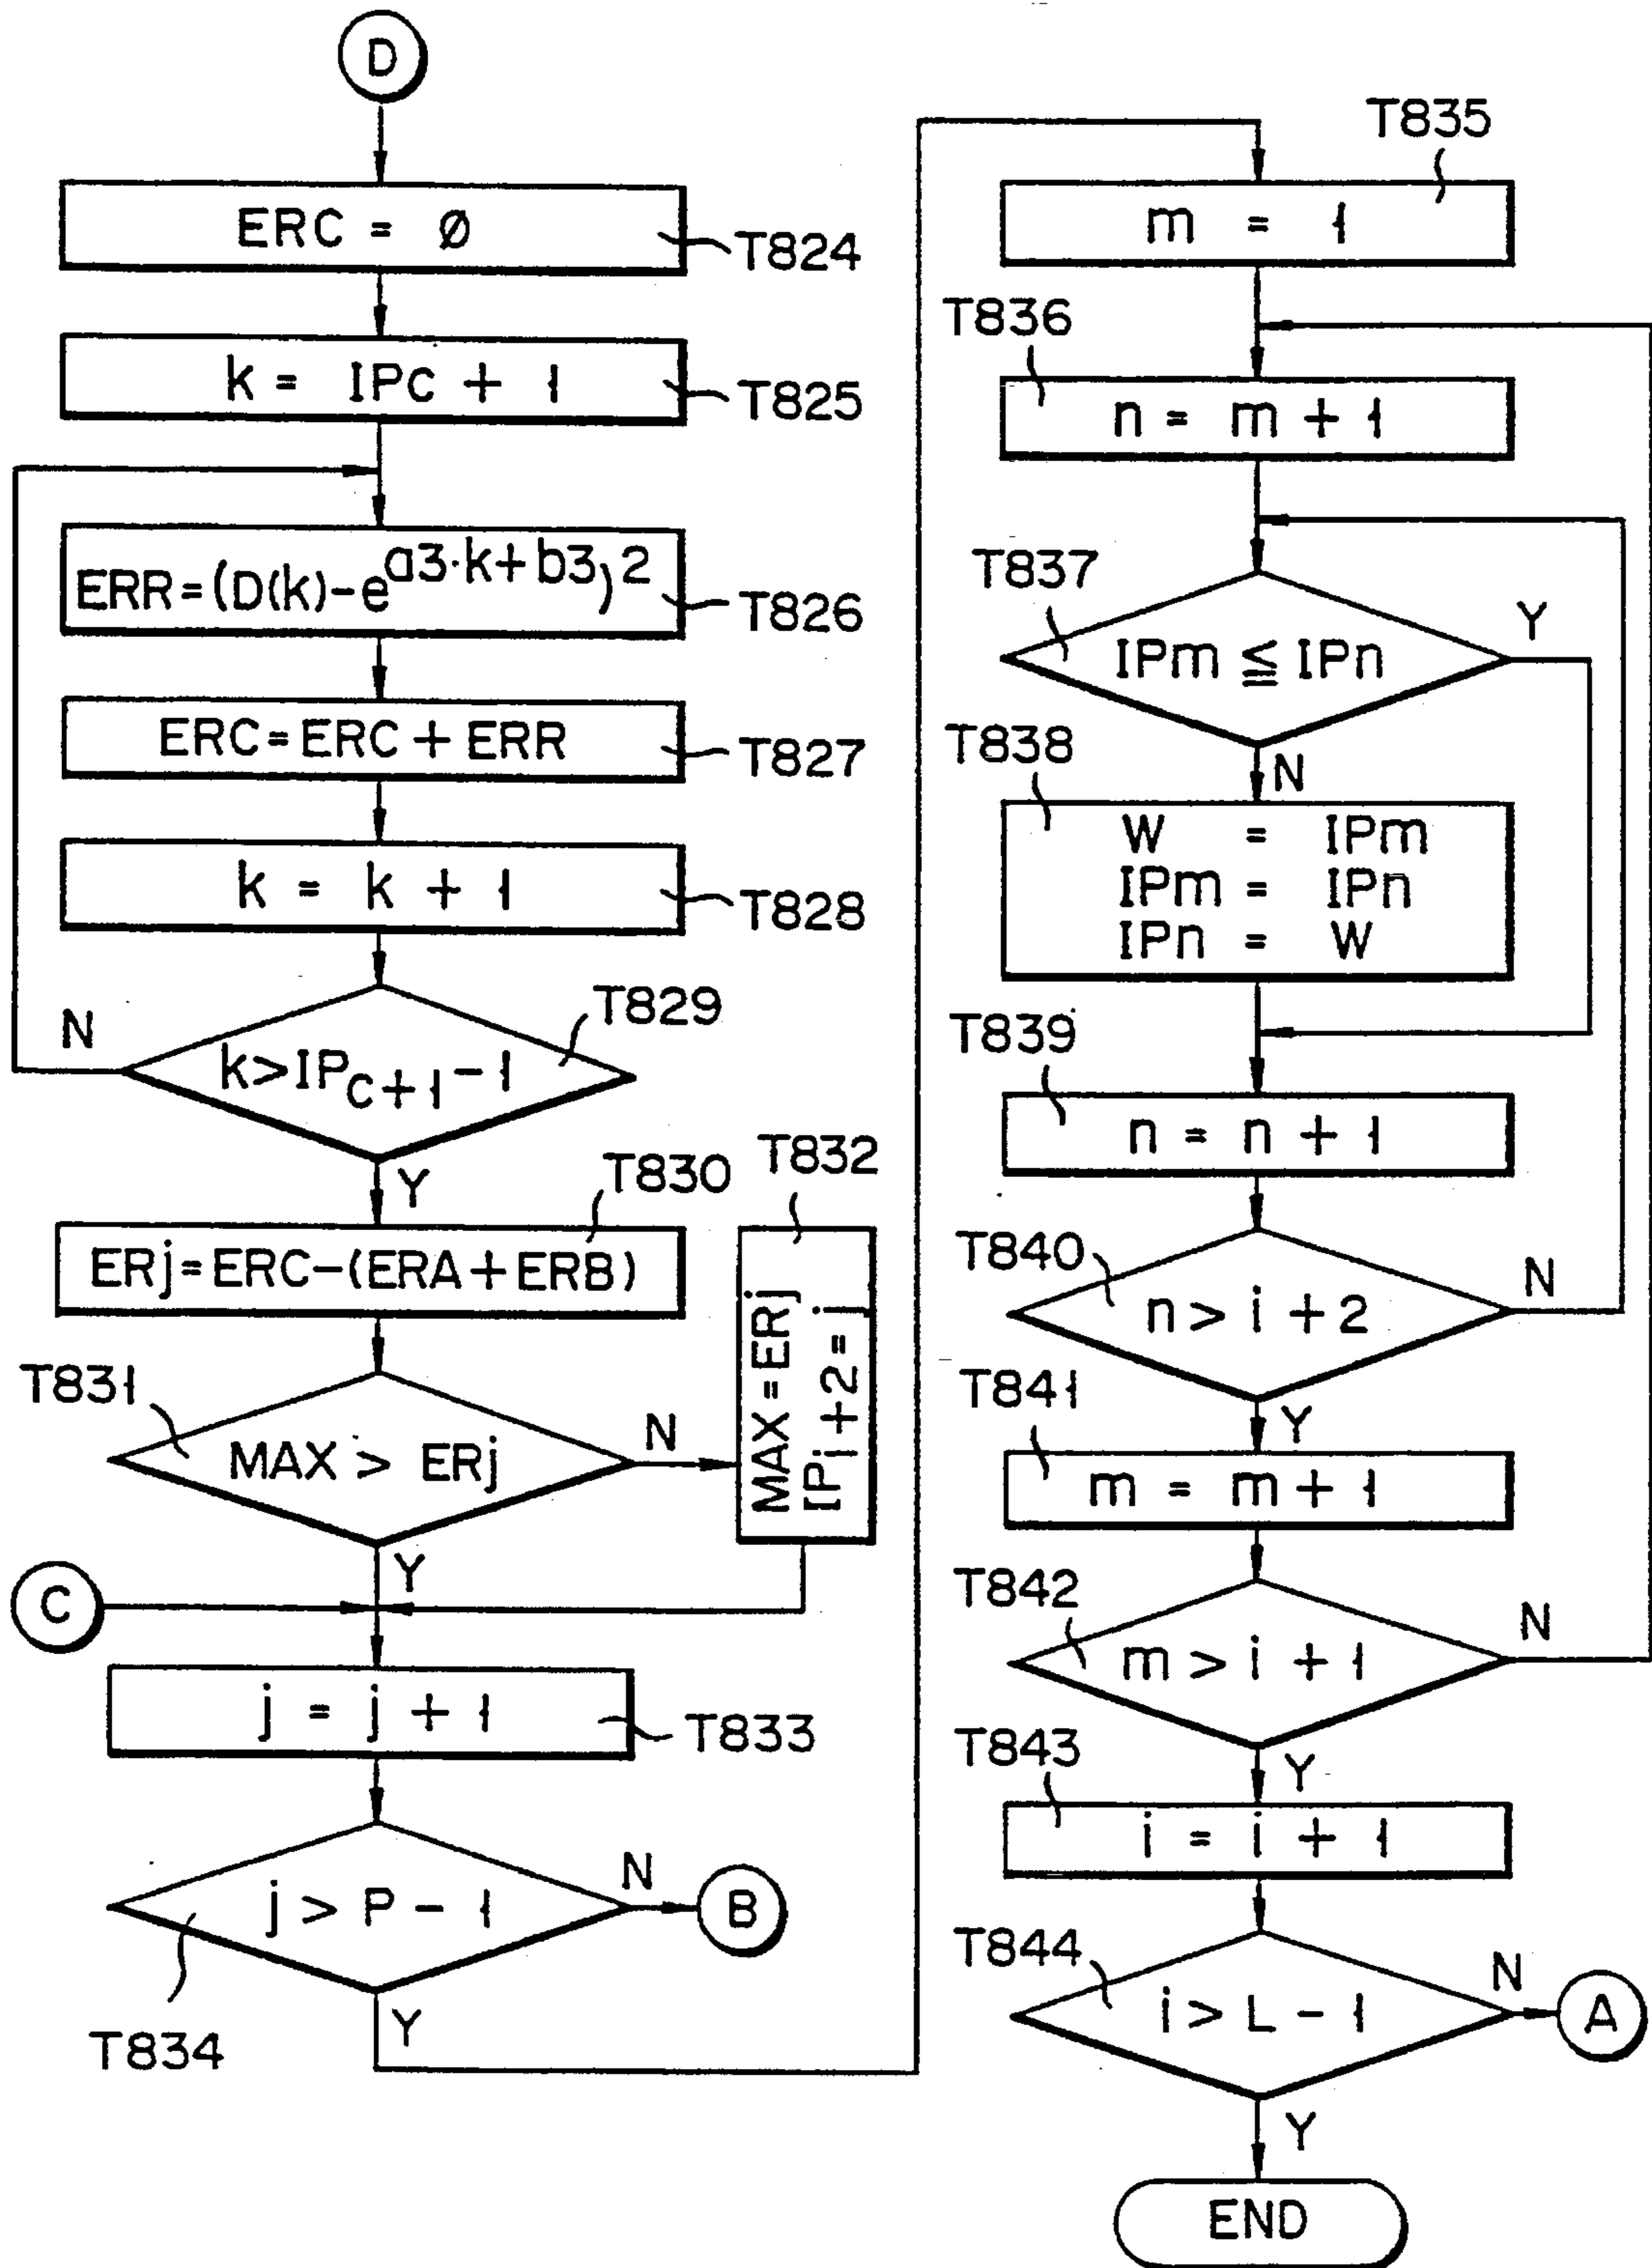 D
ERC = Ø
T824
k = IPC + 1
T825
ERR=(D(k)-e^a3·k+b3)^2
T826
ERC=ERC+ERR
T827
k = k + 1
T828
k>IP_C+1-1
T829
N
Y
T830
ERj=ERC-(ERA+ERB)
T832
MAX=ERj
IP_i+2=j
T831
MAX > ERj
N
Y
C
j = j + 1
T833
j > P - 1
N
B
T834
Y
T835
m = 1
T836
n = m + 1
T837
IPm ≦ IPn
Y
N
T838
W = IPm
IPm = IPn
IPn = W
T839
n = n + 1
T840
n > i + 2
N
Y
T841
m = m + 1
T842
m > i + 1
N
Y
T843
i = i + 1
T844
i > L - 1
N
A
Y
END